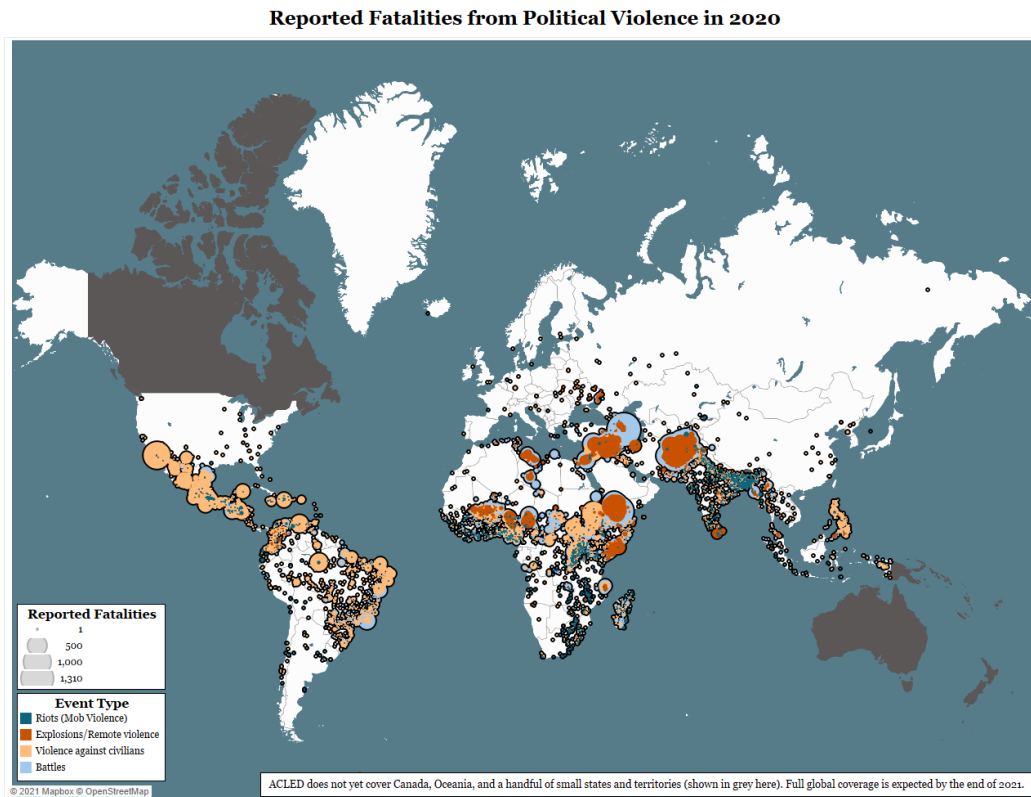 Reported Fatalities from Political Violence in 2020
Reported Fatalities
1
500
1,000
1,310
Event Type
Riots (Mob Violence)
Explosions/Remote violence
Violence against civilians
Battles
© 2021 Mapbox © OpenStreetMap
ACLED does not yet cover Canada, Oceania, and a handful of small states and territories (shown in grey here). Full global coverage is expected by the end of 2021.